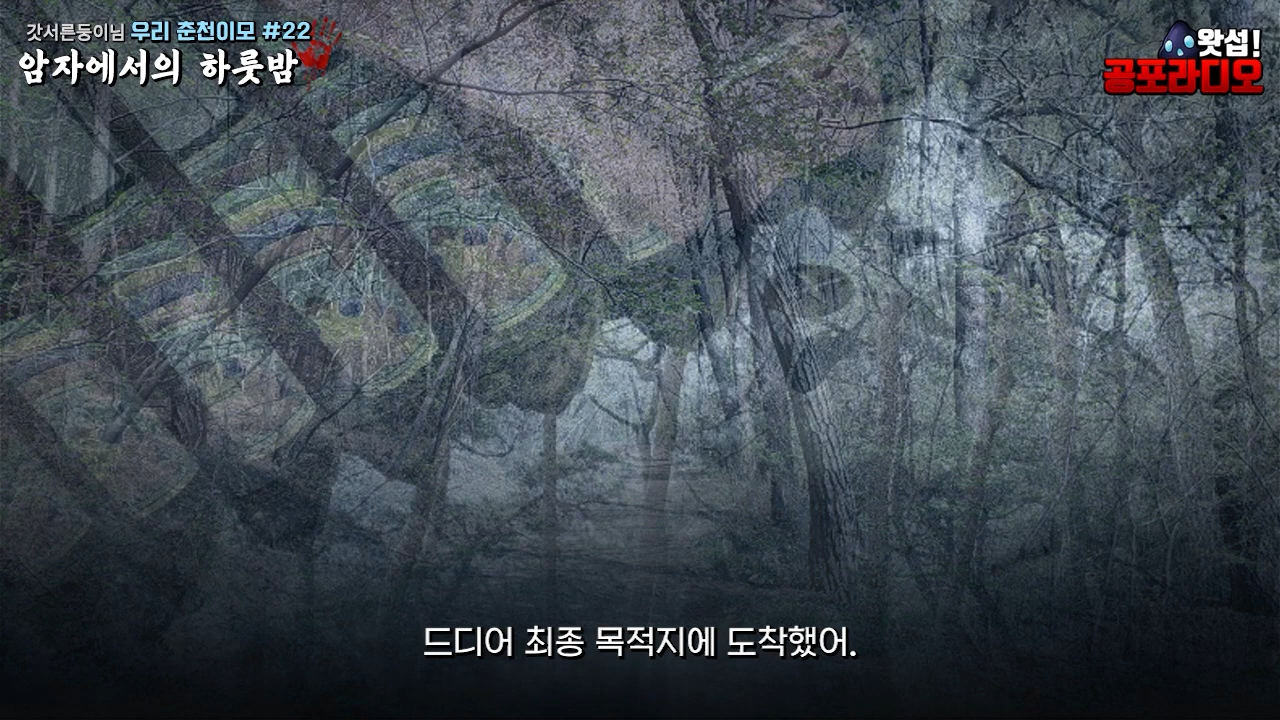 갓서른둥이님 우리 춘천이모 #22
암자에서의 하룻밤
왓섭!
공포라디오
드디어 최종 목적지에 도착했어.